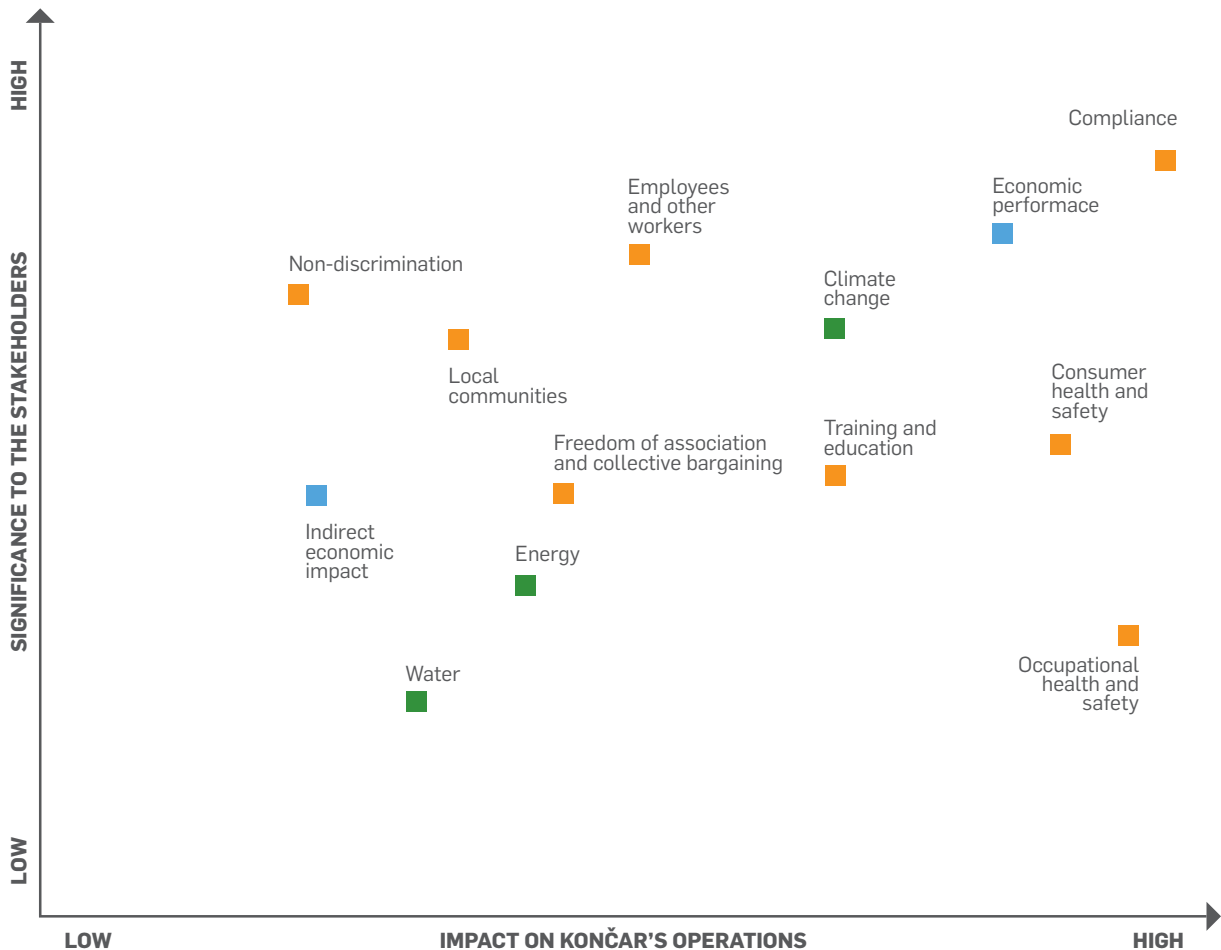 HIGH
SIGNIFICANCE TO THE STAKEHOLDERS
LOW
Compliance
Economic
performace
Employees
and other
workers
Non-discrimination
Climate
change
Local
communities
Consumer
health and
safety
Training and
education
Freedom of association
and collective bargaining
Indirect
economic
impact
Energy
Occupational
health and
safety
Water
LOW
IMPACT ON KONČAR’S OPERATIONS
HIGH